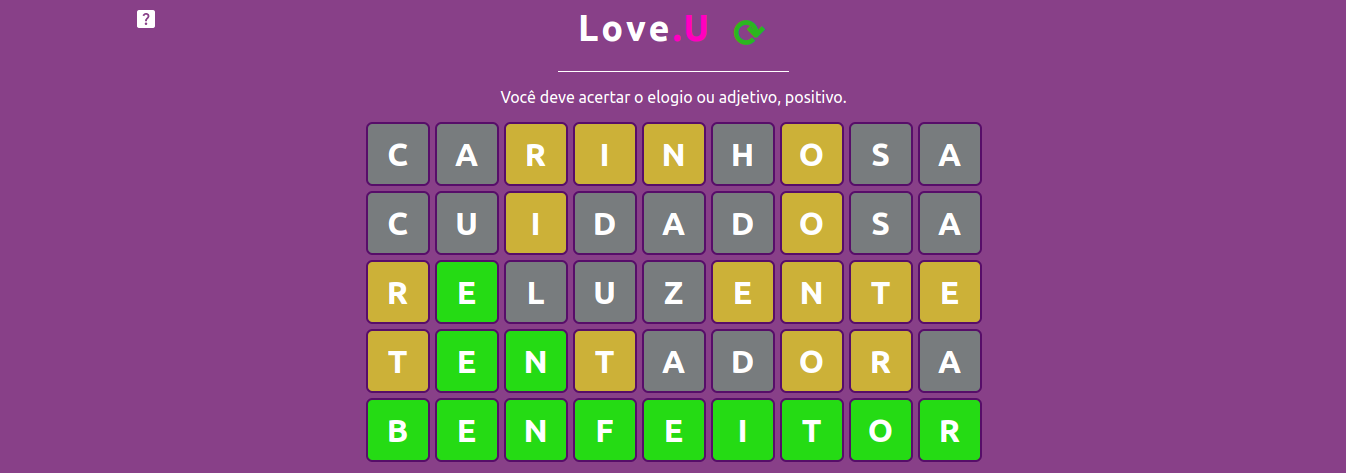 ?
Love.U ⟳
Você deve acertar o elogio ou adjetivo, positivo.
C A R I N H O S A
C U I D A D O S A
R E L U Z E N T E
T E N T A D O R A
B E N F E I T O R